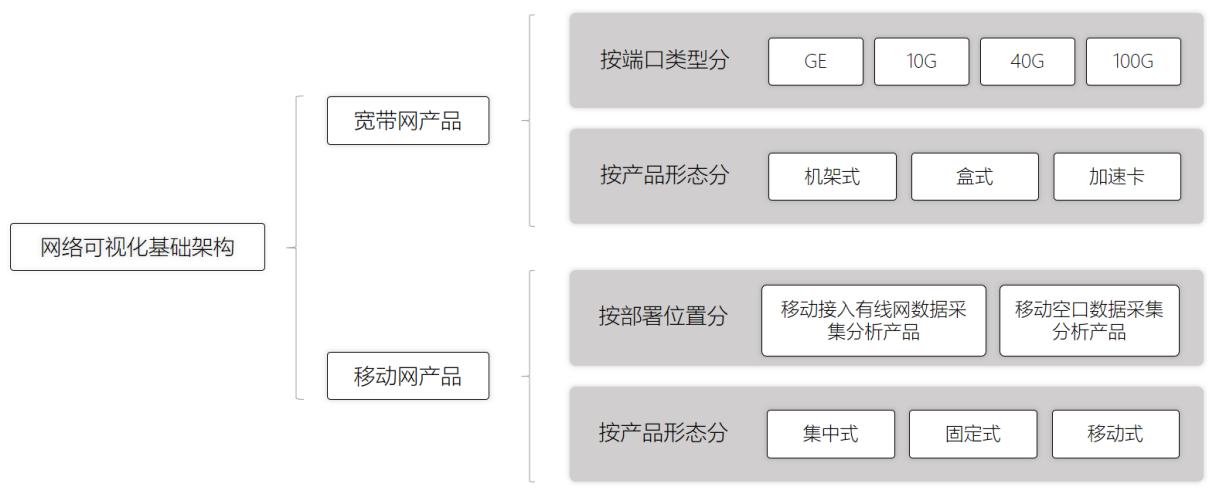 网络可视化基础架构
宽带网产品
按端口类型分
GE
10G
40G
100G
按产品形态分
机架式
盒式
加速卡
移动网产品
按部署位置分
移动接入有线网数据采
集分析产品
移动空口数据采集
分析产品
按产品形态分
集中式
固定式
移动式